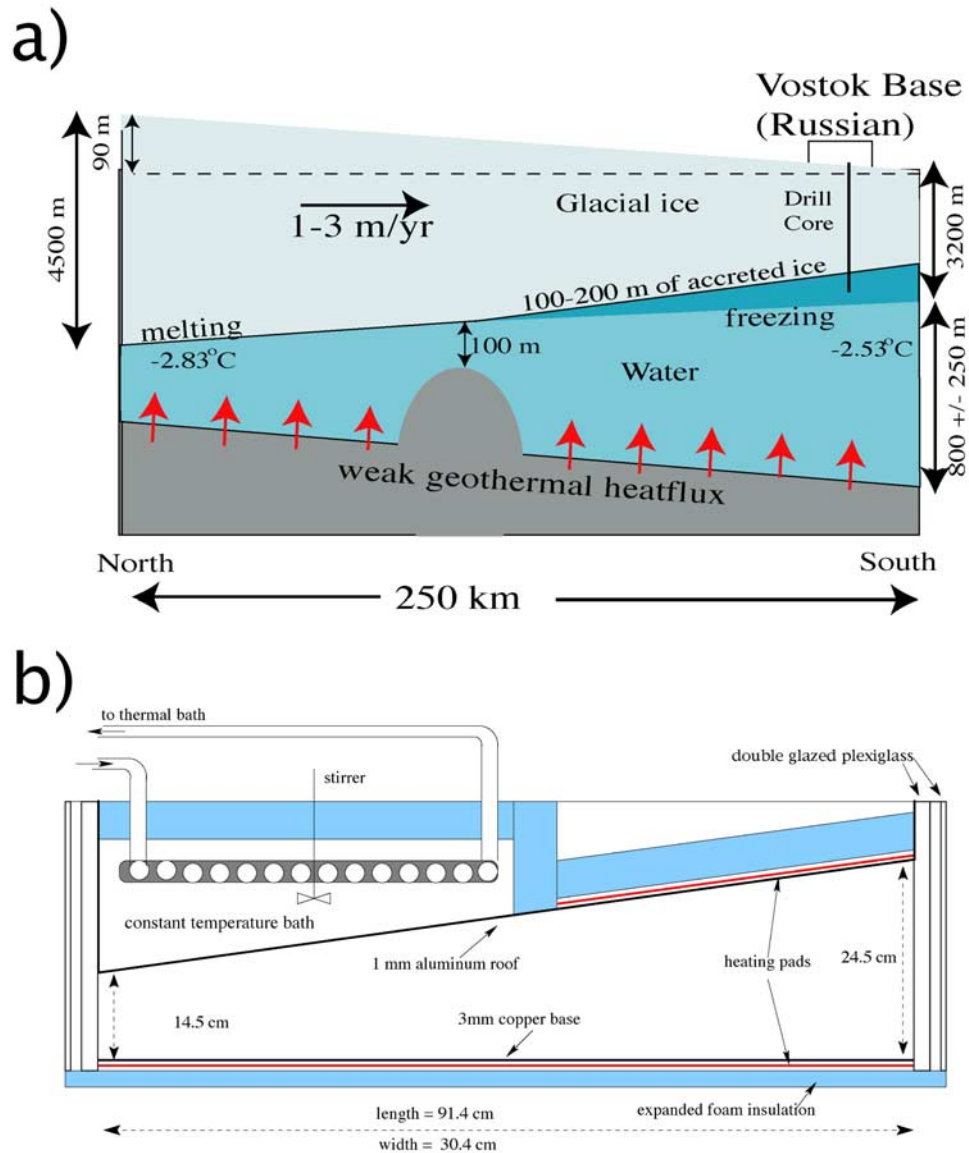 a)
Vostok Base
(Russian)
90 m
4500 m
Glacial ice
Drill
Core
1-3 m/yr
3200 m
100-200 m of accreted ice
melting
freezing
-2.83°C
100 m
-2.53°C
Water
800 +/- 250 m
weak geothermal heatflux
North
South
250 km
b)
to thermal bath
double glazed plexiglass
stirrer
constant temperature bath
1 mm aluminum roof
heating pads
24.5 cm
14.5 cm
3mm copper base
length = 91.4 cm
expanded foam insulation
width = 30.4 cm